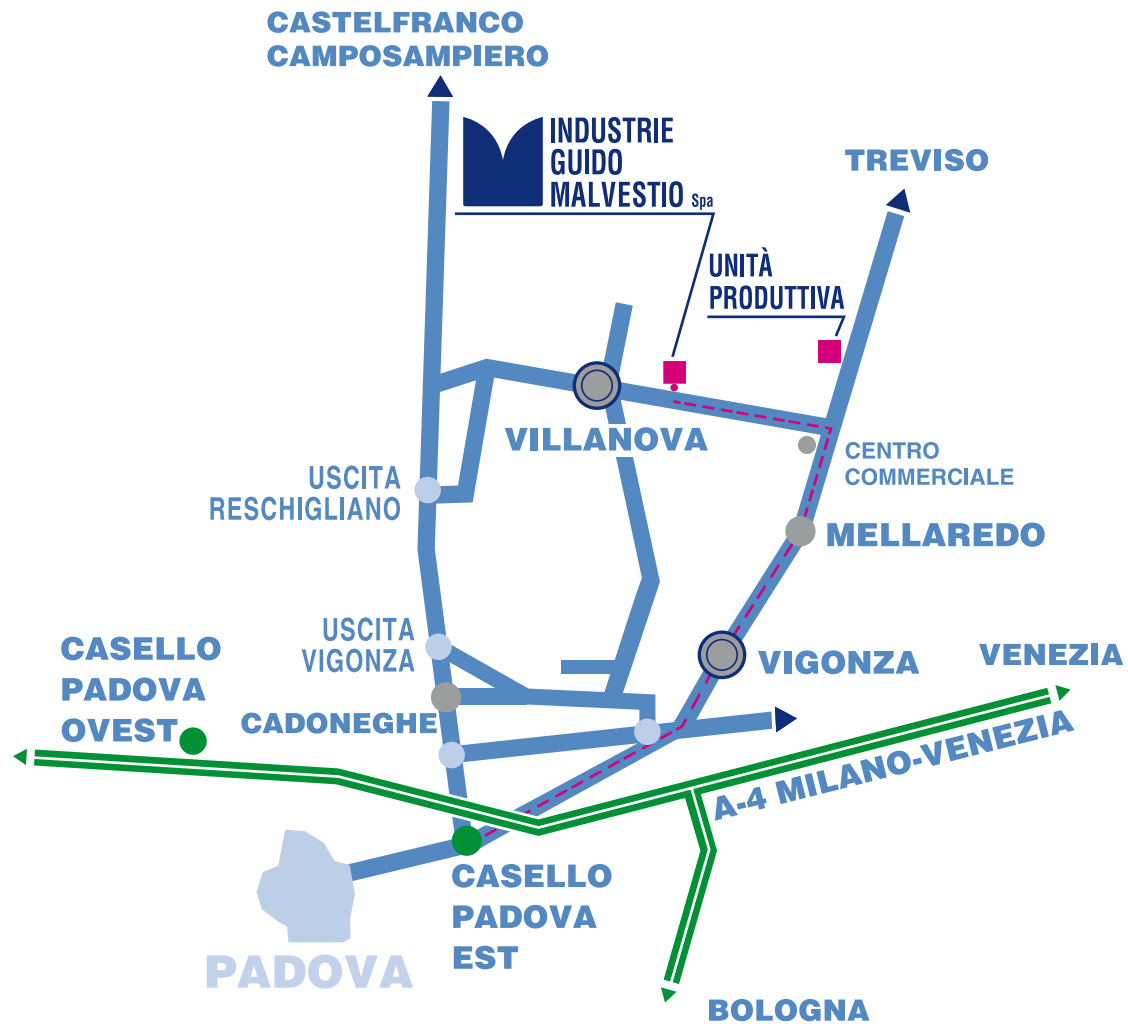 CASTELFRANCO
CAMPOSAMPIERO
INDUSTRIE
GUIDO
MALVESTIO Spa
TREVISO
UNITÀ
PRODUTTIVA
VILLANOVA
CENTRO
COMMERCIALE
USCITA
RESCHIGLIANO
MELLAREDO
USCITA
VIGONZA
CASELLO
PADOVA
OVEST
VIGONZA
VENEZIA
CADONEGHE
A-4 MILANO-VENEZIA
CASELLO
PADOVA
EST
PADOVA
BOLOGNA